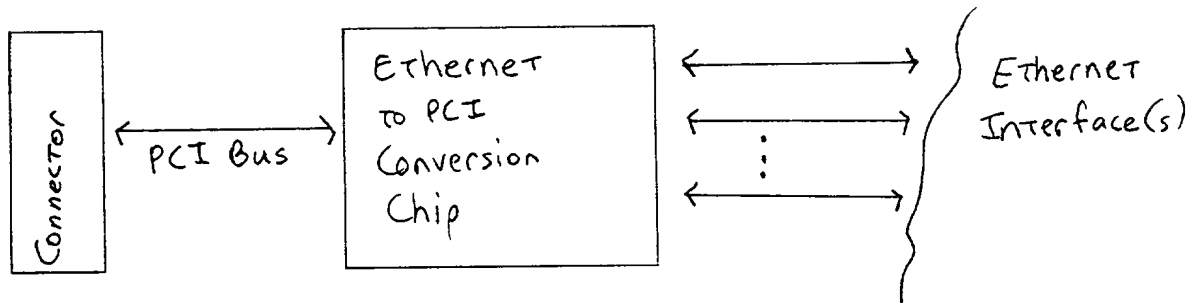 Connector
PCI Bus
Ethernet
to PCI
Conversion
Chip
Ethernet
Interface(s)